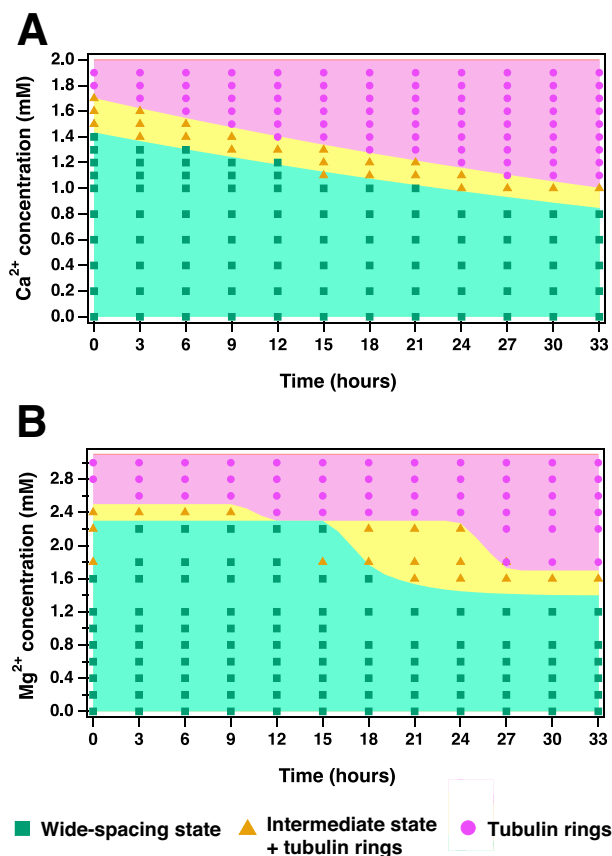 A
Ca2+ concentration (mM)
2.0
1.8
1.6
1.4
1.2
1.0
0.8
0.6
0.4
0.2
0.0
0 3 6 9 12 15 18 21 24 27 30 33
Time (hours)
B
Mg2+ concentration (mM)
2.8
2.4
2.0
1.6
1.2
0.8
0.4
0.0
0 3 6 9 12 15 18 21 24 27 30 33
Time (hours)
Wide-spacing state
Intermediate state
+ tubulin rings
Tubulin rings